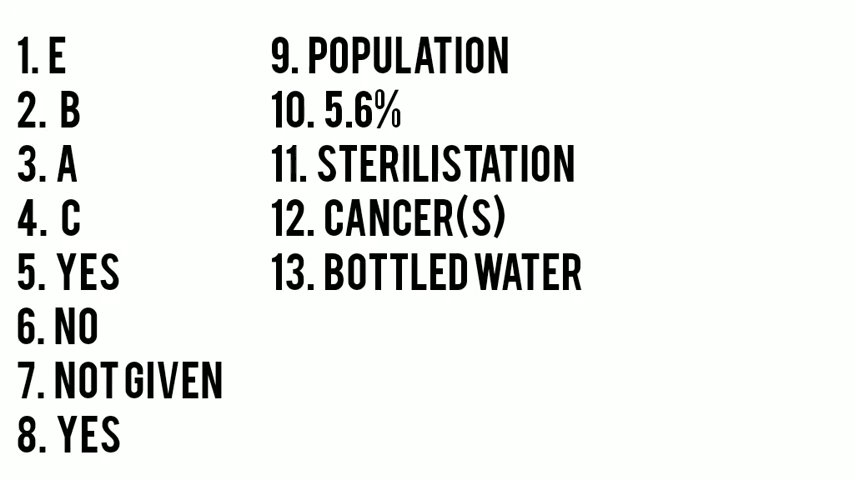 1. E
2. B
3. A
4. C
5. YES
6. NO
7. NOT GIVEN
8. YES
9. POPULATION
10. 5.6%
11. STERILISTATION
12. CANCER(S)
13. BOTTLED WATER